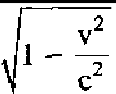 √(1 − v²/c²)